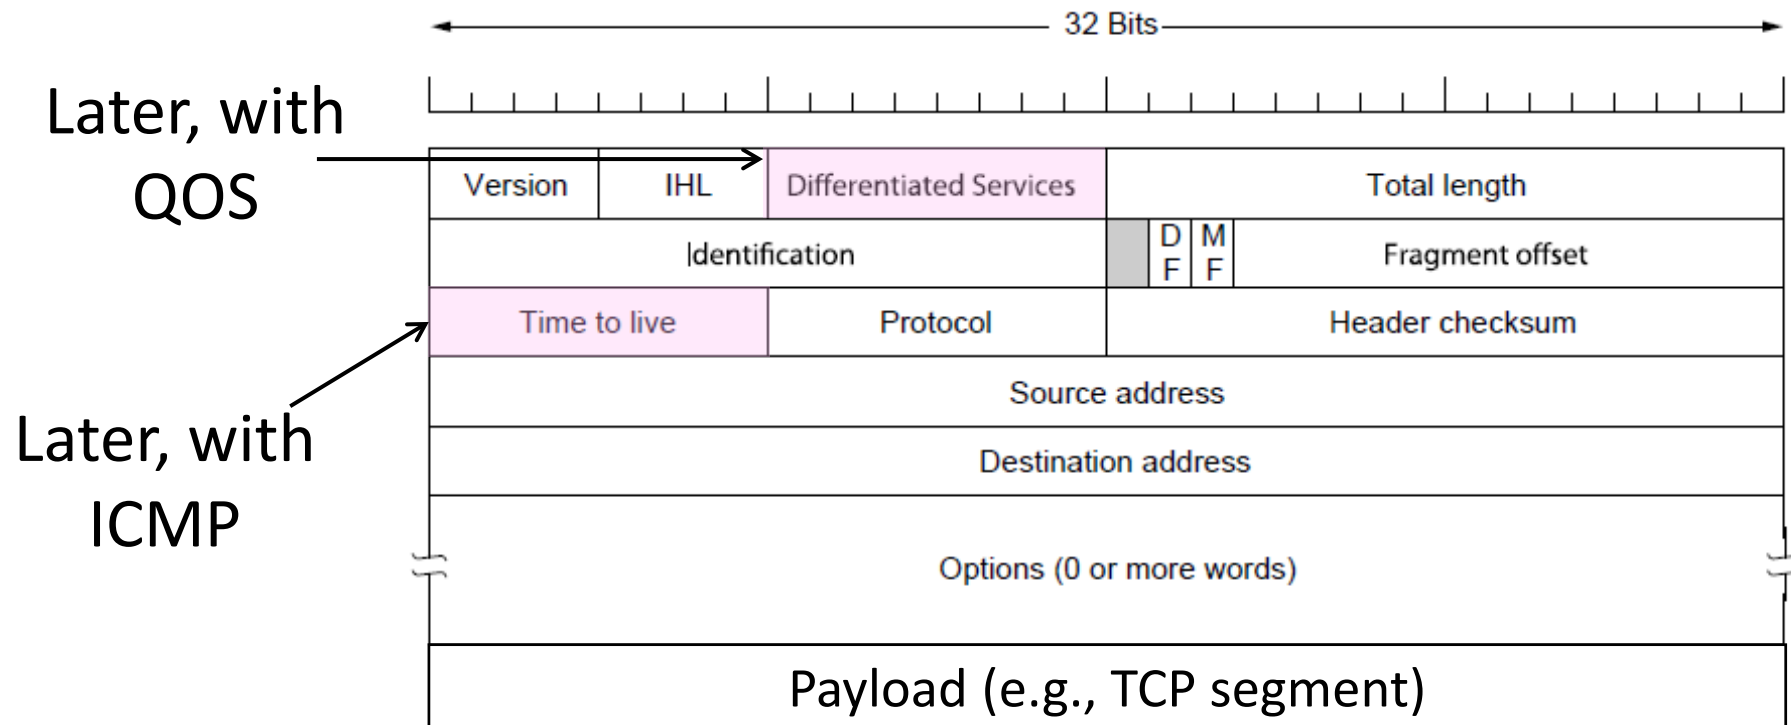 32 Bits
Later, with
QOS
Version IHL Differentiated Services Total length
Identification D F M F Fragment offset
Time to live Protocol Header checksum
Source address
Later, with
ICMP
Destination address
Options (0 or more words)
Payload (e.g., TCP segment)